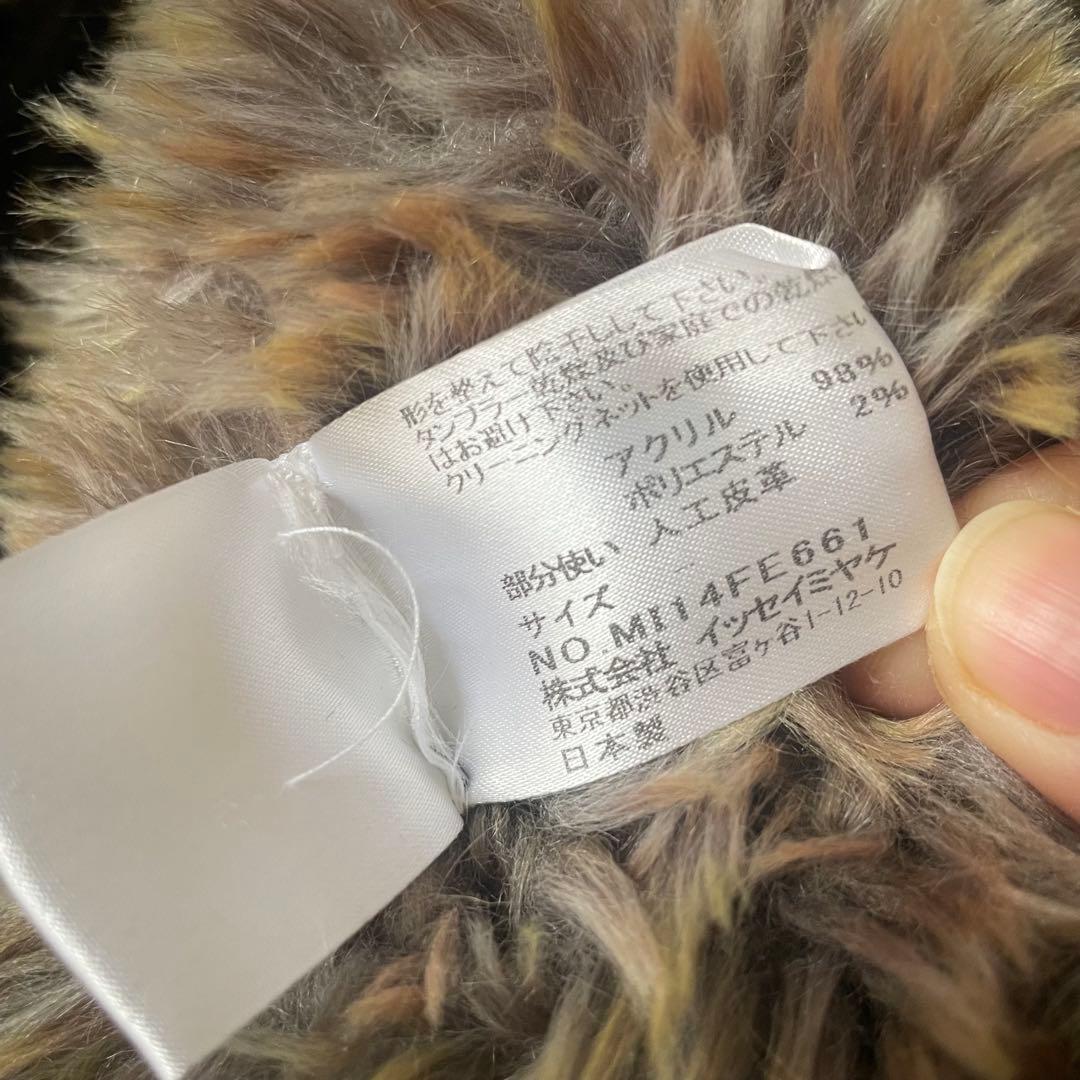 形を整えて陰干しして下さい。
タンブラー乾燥及び家庭での乾燥
はお避け下さい。
クリーニングネットを使用して下さい
アクリル 98%
ポリエステル 2%
部分使い 人工皮革
サイズ
NO.MI14FE661
株式会社 イッセイミヤケ
東京都渋谷区富ヶ谷1-12-10
日本製